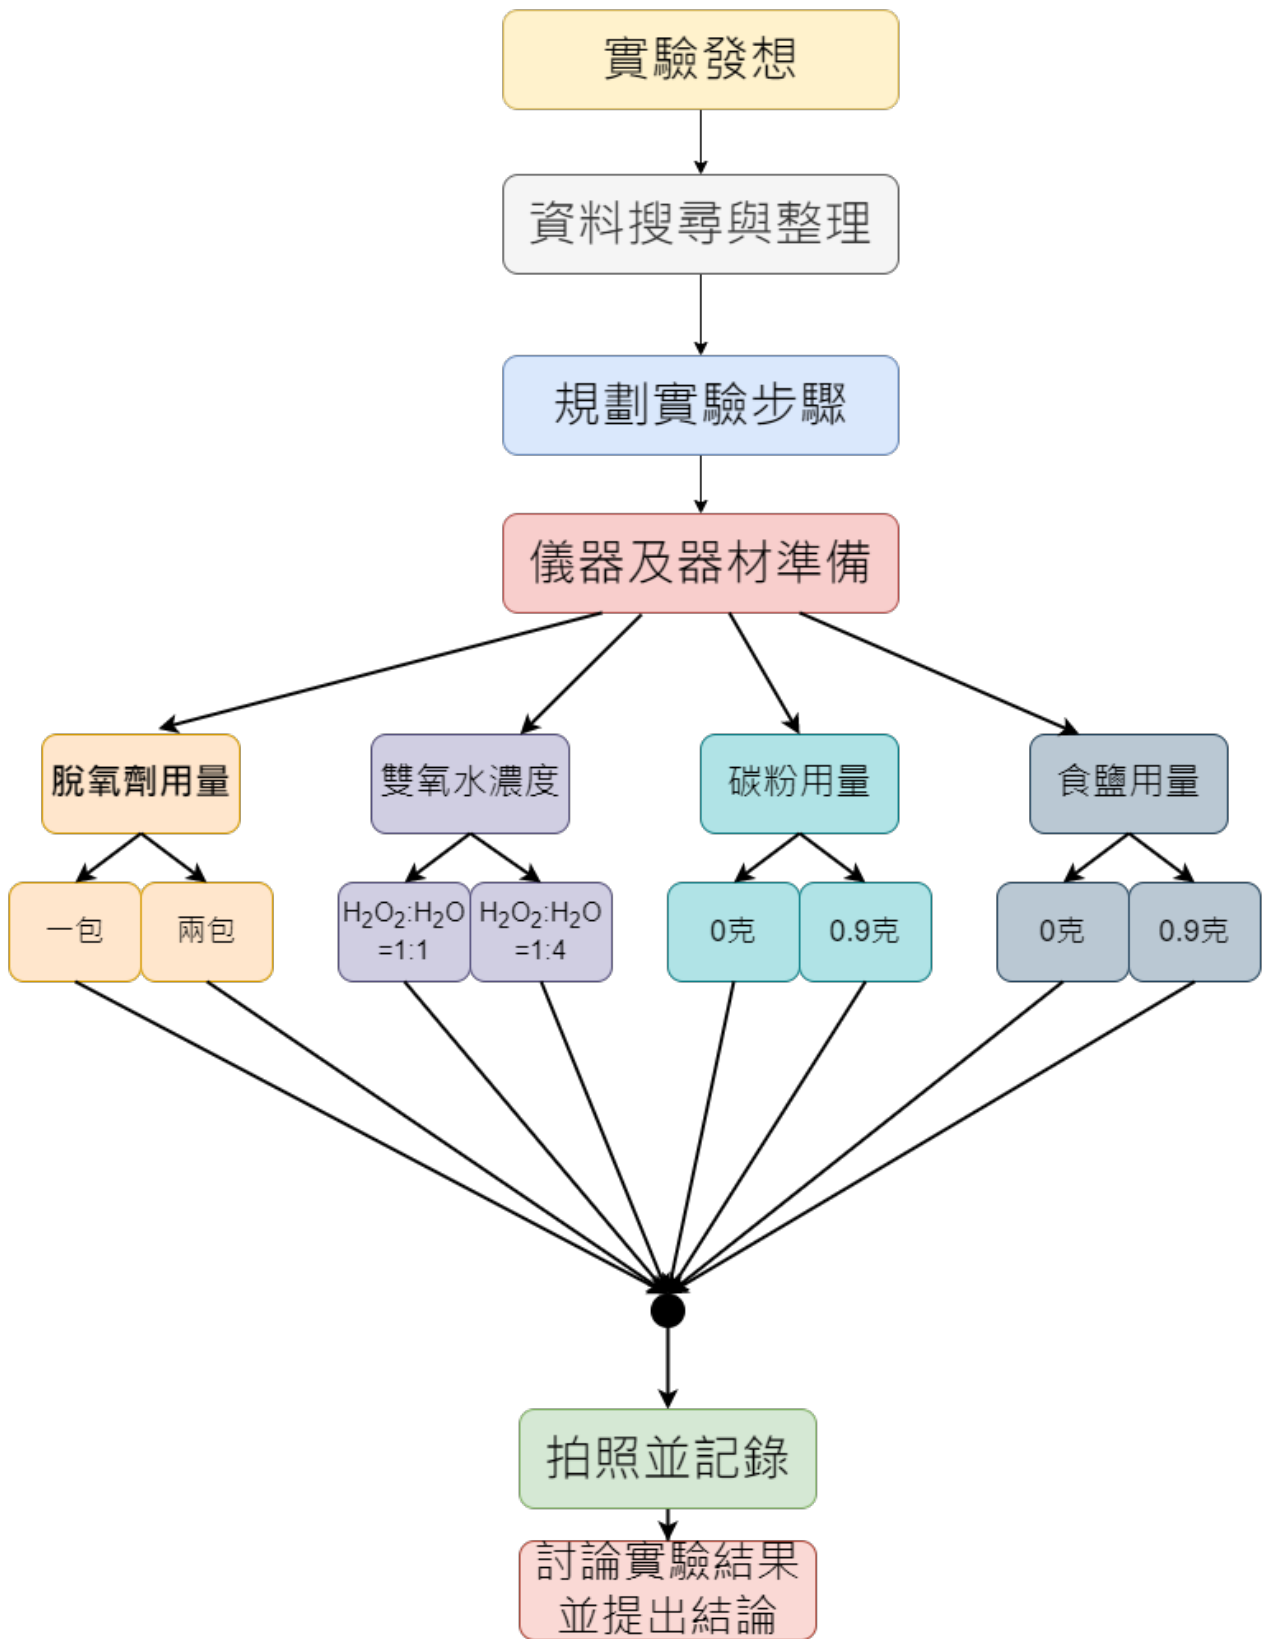 實驗發想
資料搜尋與整理
規劃實驗步驟
儀器及器材準備
脫氧劑用量
雙氧水濃度
碳粉用量
食鹽用量
一包
兩包
H₂O₂:H₂O
=1:1
H₂O₂:H₂O
=1:4
0克
0.9克
0克
0.9克
拍照並記錄
討論實驗結果
並提出結論